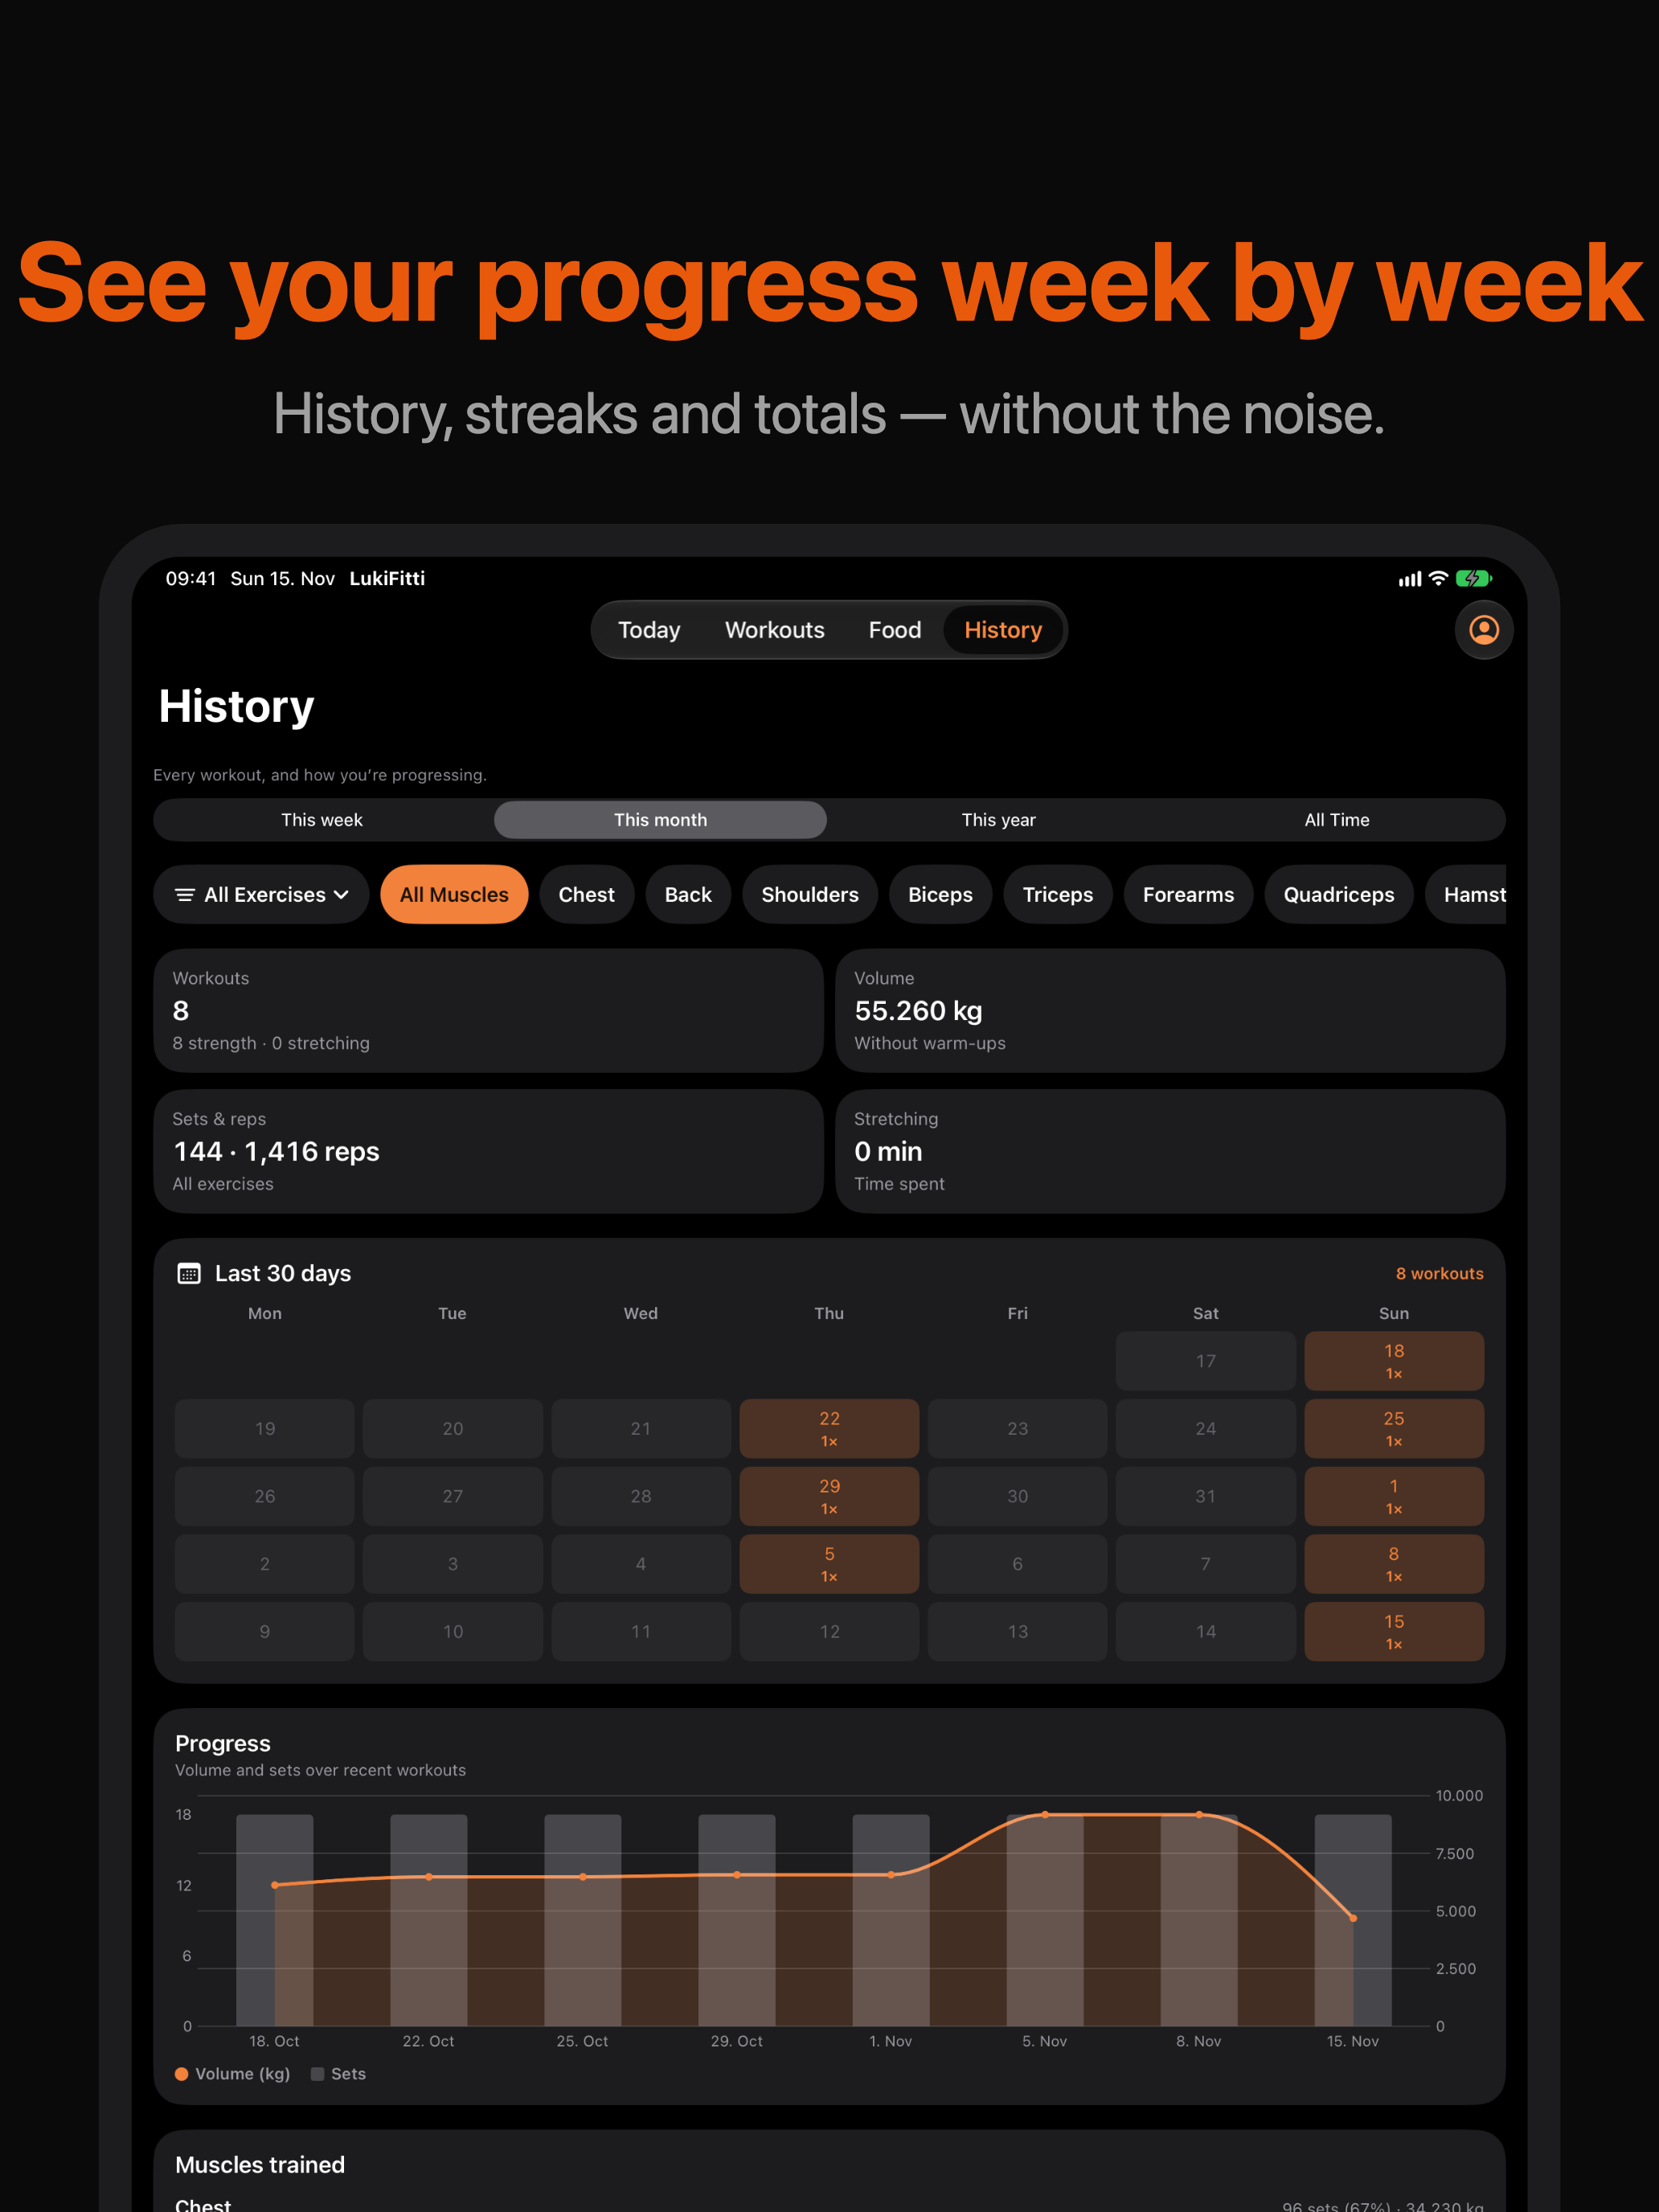 See your progress week by week
History, streaks and totals — without the noise.
09:41 Sun 15. Nov LukiFitti
Today Workouts Food History
History
Every workout, and how you’re progressing.
This week This month This year All Time
All Exercises All Muscles Chest Back Shoulders Biceps Triceps Forearms Quadriceps Hamst
Workouts
8
8 strength · 0 stretching
Volume
55.260 kg
Without warm-ups
Sets & reps
144 · 1,416 reps
All exercises
Stretching
0 min
Time spent
Last 30 days 8 workouts
Mon Tue Wed Thu Fri Sat Sun
17 18
1×
19 20 21 22 23 24 25
1× 1×
26 27 28 29 30 31 1
1× 1×
2 3 4 5 6 7 8
1× 1×
9 10 11 12 13 14 15
1×
Progress
Volume and sets over recent workouts
10.000
18
7.500
12
5.000
6
2.500
0 0
18. Oct 22. Oct 25. Oct 29. Oct 1. Nov 5. Nov 8. Nov 15. Nov
Volume (kg) Sets
Muscles trained
Chest 96 sets (67%) · 34.230 kg